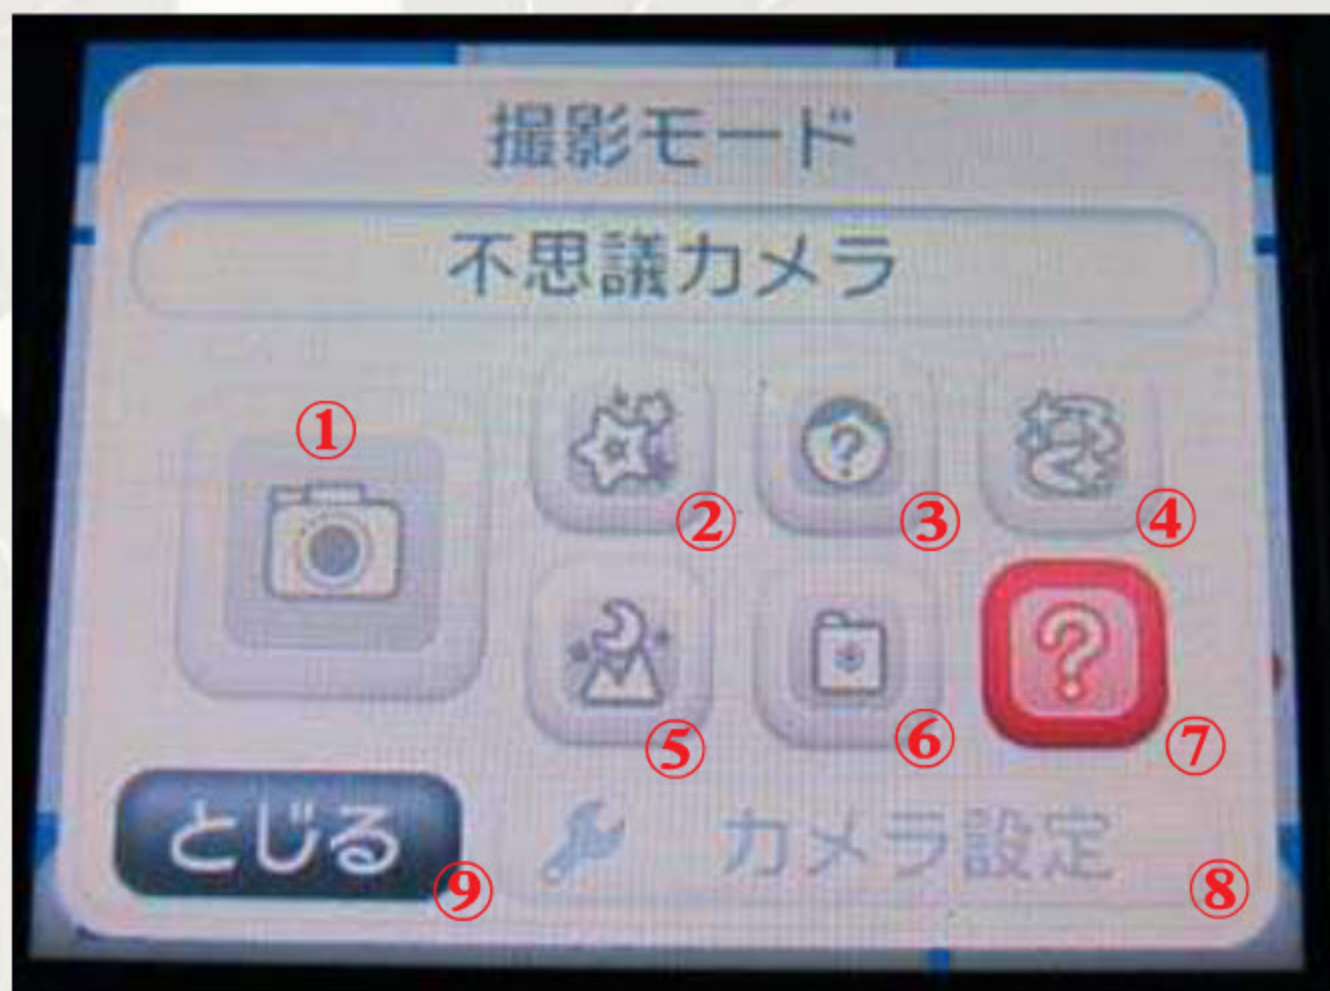 撮影モード
不思議カメラ
①
②
③
④
⑤
⑥
⑦
とじる
⑨
カメラ設定
⑧